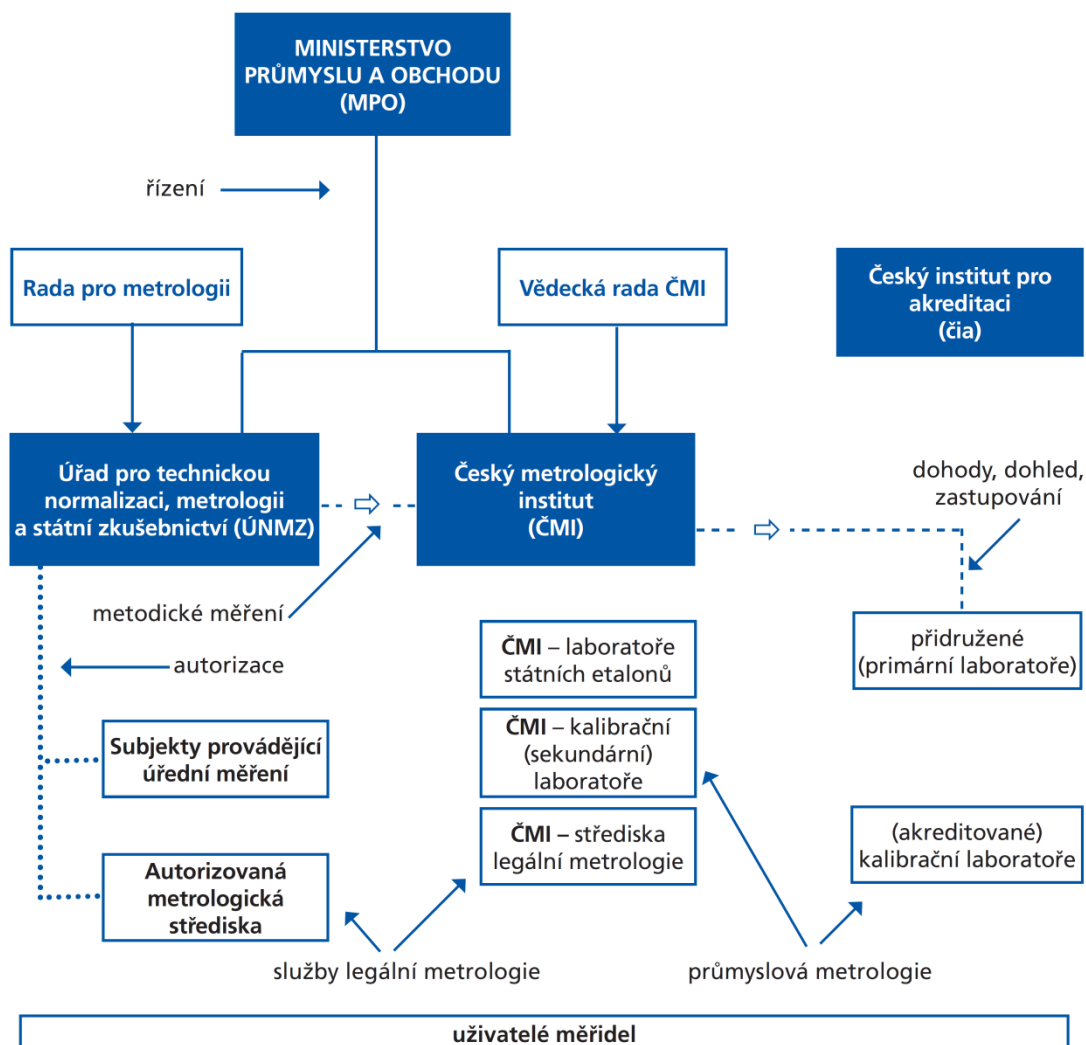 MINISTERSTVO
PRŮMYSLU A OBCHODU
(MPO)
řízení
Rada pro metrologii
Vědecká rada ČMI
Český institut pro
akreditaci
(čia)
Úřad pro technickou
normalizaci, metrologii
a státní zkušebnictví (ÚNMZ)
Český metrologický
institut
(ČMI)
dohody, dohled,
zastupování
metodické měření
autorizace
ČMI – laboratoře
státních etalonů
přidružené
(primární laboratoře)
Subjekty provádějící
úřední měření
ČMI – kalibrační
(sekundární)
laboratoře
ČMI – střediska
legální metrologie
(akreditované)
kalibrační laboratoře
Autorizovaná
metrologická
střediska
služby legální metrologie
průmyslová metrologie
uživatelé měřidel